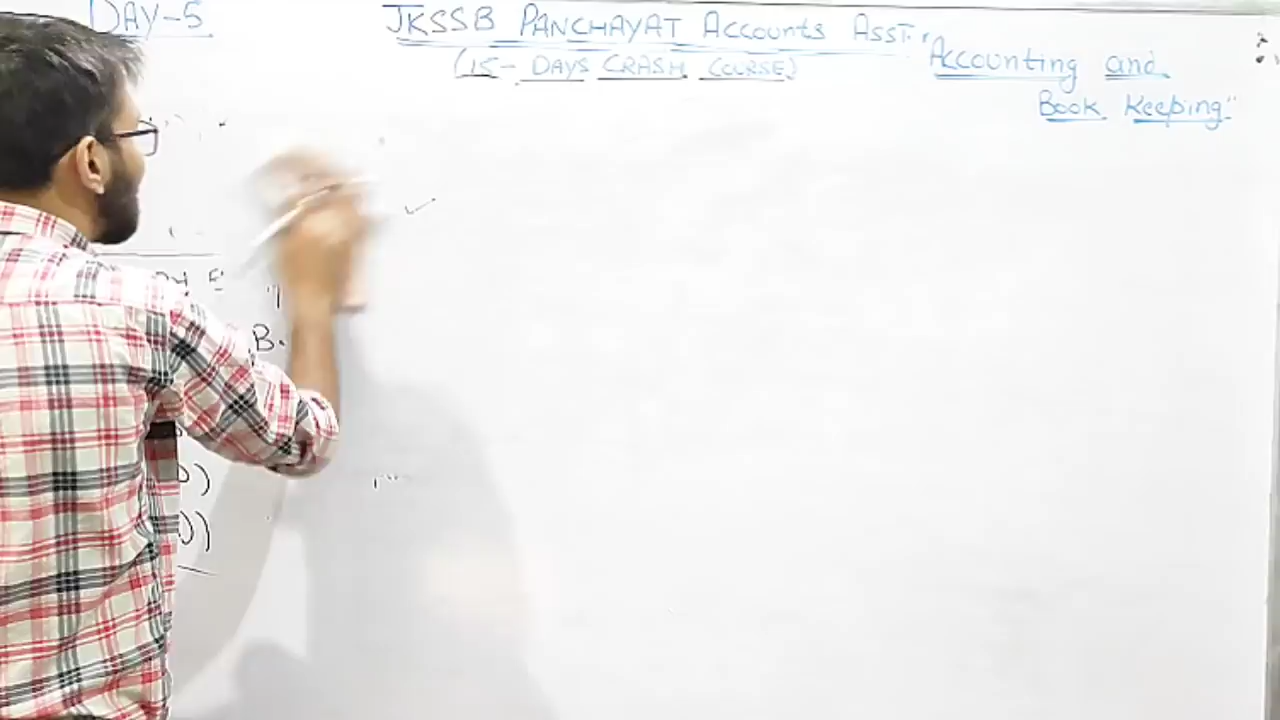 DAY-5
JKSSB PANCHAYAT Accounts Asst.
(15- DAYS CRASH COURSE)
"Accounting and
Book Keeping"
B.